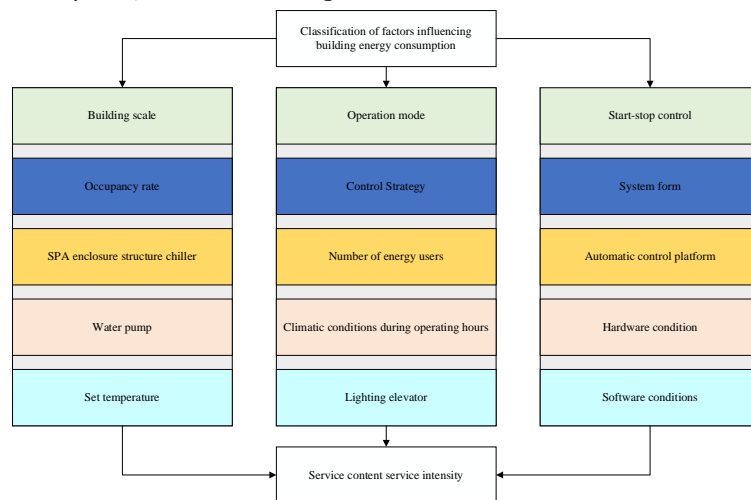 Classification of factors influencing
building energy consumption
Building scale
Operation mode
Start-stop control
Occupancy rate
Control Strategy
System form
SPA enclosure structure chiller
Number of energy users
Automatic control platform
Water pump
Climatic conditions during operating hours
Hardware condition
Set temperature
Lighting elevator
Software conditions
Service content service intensity